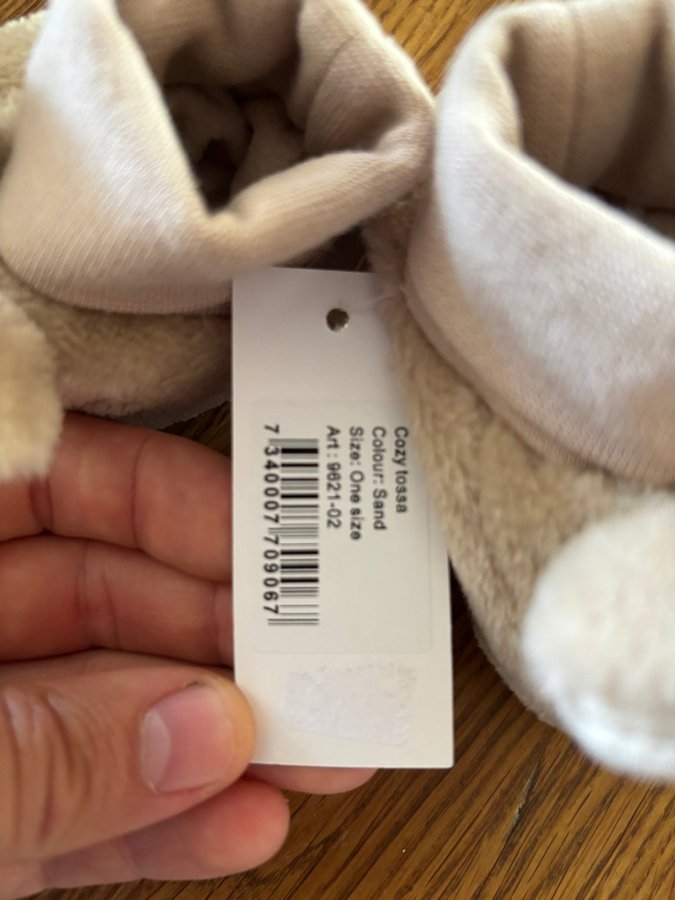 Cozy tossa
Colour: Sand
Size: One size
Art : 9621-02
7 340007 709067